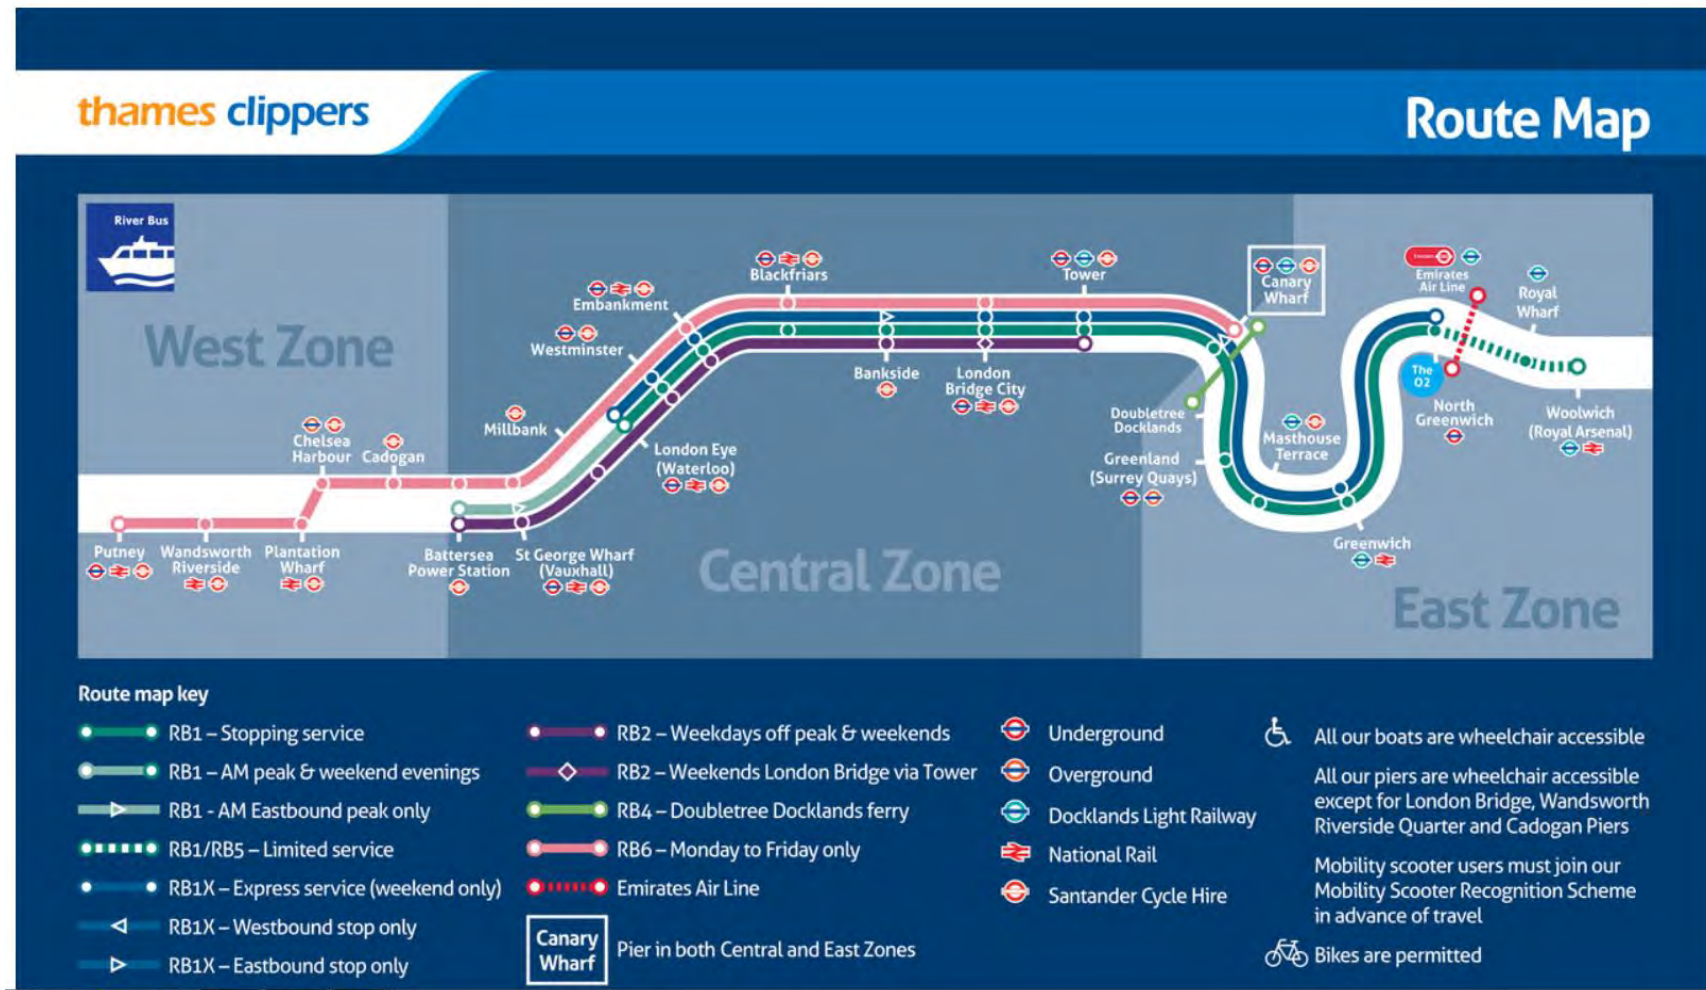 thames clippers
Route Map
River Bus
West Zone
Central Zone
East Zone
Putney
Wandsworth
Riverside
Plantation
Wharf
Chelsea
Harbour
Cadogan
Battersea
Power Station
St George Wharf
(Vauxhall)
Millbank
Westminster
Embankment
London Eye
(Waterloo)
Blackfriars
Bankside
London
Bridge City
Tower
Canary
Wharf
Doubletree
Docklands
Greenland
(Surrey Quays)
Masthouse
Terrace
Greenwich
The
O2
North
Greenwich
Emirates
Air Line
Royal
Wharf
Woolwich
(Royal Arsenal)
Route map key
RB1 – Stopping service
RB1 – AM peak & weekend evenings
RB1 - AM Eastbound peak only
RB1/RB5 – Limited service
RB1X – Express service (weekend only)
RB1X – Westbound stop only
RB1X – Eastbound stop only
RB2 – Weekdays off peak & weekends
RB2 – Weekends London Bridge via Tower
RB4 – Doubletree Docklands ferry
RB6 – Monday to Friday only
Emirates Air Line
Canary
Wharf
Pier in both Central and East Zones
Underground
Overground
Docklands Light Railway
National Rail
Santander Cycle Hire
All our boats are wheelchair accessible
All our piers are wheelchair accessible
except for London Bridge, Wandsworth
Riverside Quarter and Cadogan Piers
Mobility scooter users must join our
Mobility Scooter Recognition Scheme
in advance of travel
Bikes are permitted